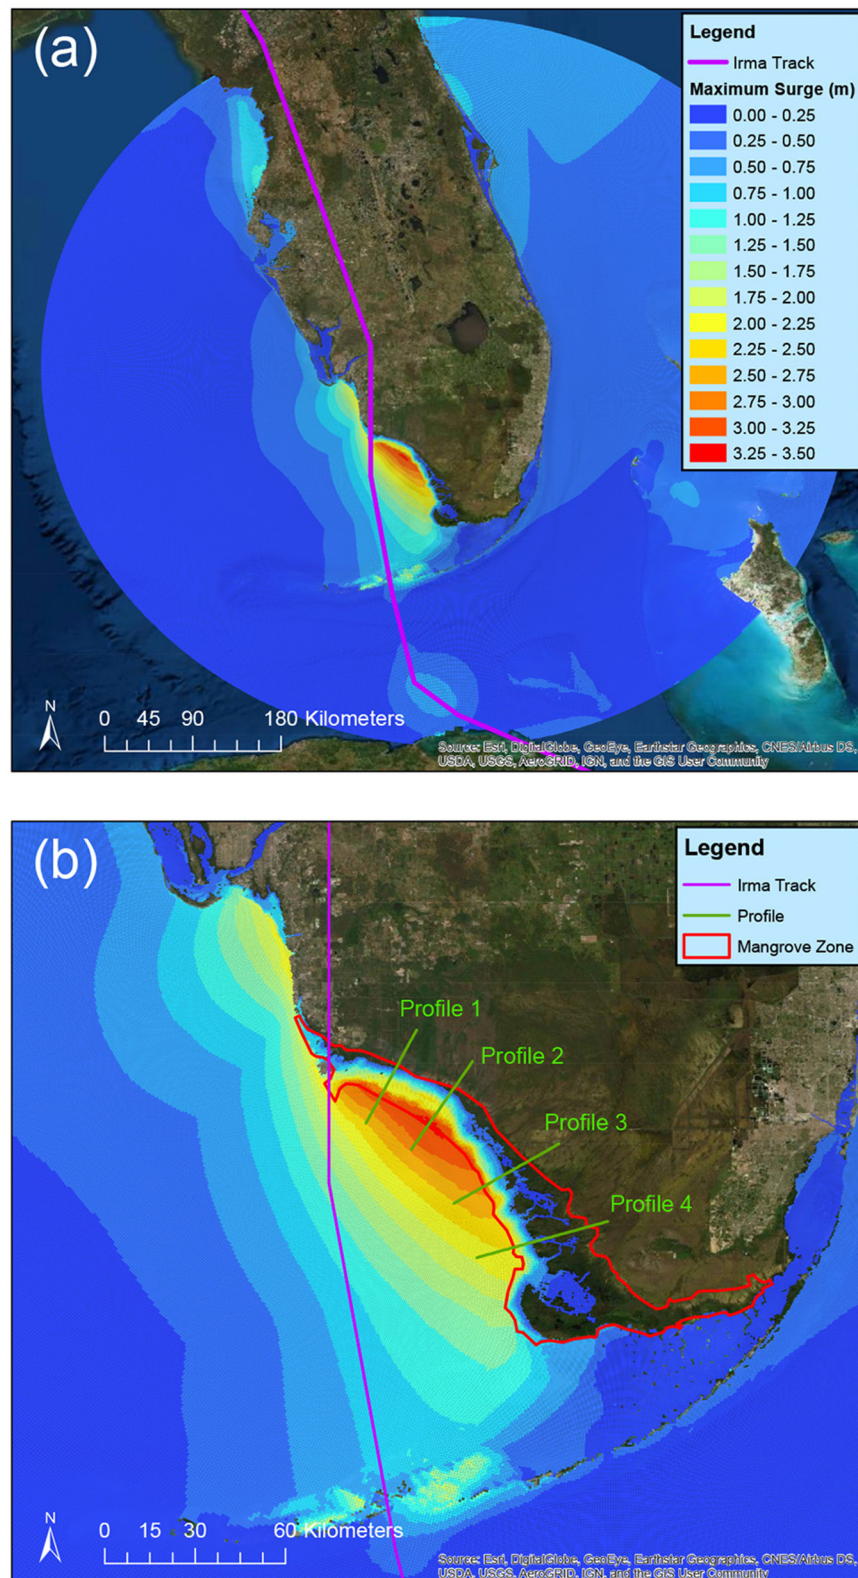 (a)
Legend
Irma Track
Maximum Surge (m)
0.00 - 0.25
0.25 - 0.50
0.50 - 0.75
0.75 - 1.00
1.00 - 1.25
1.25 - 1.50
1.50 - 1.75
1.75 - 2.00
2.00 - 2.25
2.25 - 2.50
2.50 - 2.75
2.75 - 3.00
3.00 - 3.25
3.25 - 3.50
N
0 45 90 180 Kilometers
Source: Esri, DigitalGlobe, GeoEye, Earthstar Geographics, CNES/Airbus DS,
USDA, USGS, AeroGRID, IGN, and the GIS User Community
(b)
Legend
Irma Track
Profile
Mangrove Zone
Profile 1
Profile 2
Profile 3
Profile 4
N
0 15 30 60 Kilometers
Source: Esri, DigitalGlobe, GeoEye, Earthstar Geographics, CNES/Airbus DS,
USDA, USGS, AeroGRID, IGN, and the GIS User Community